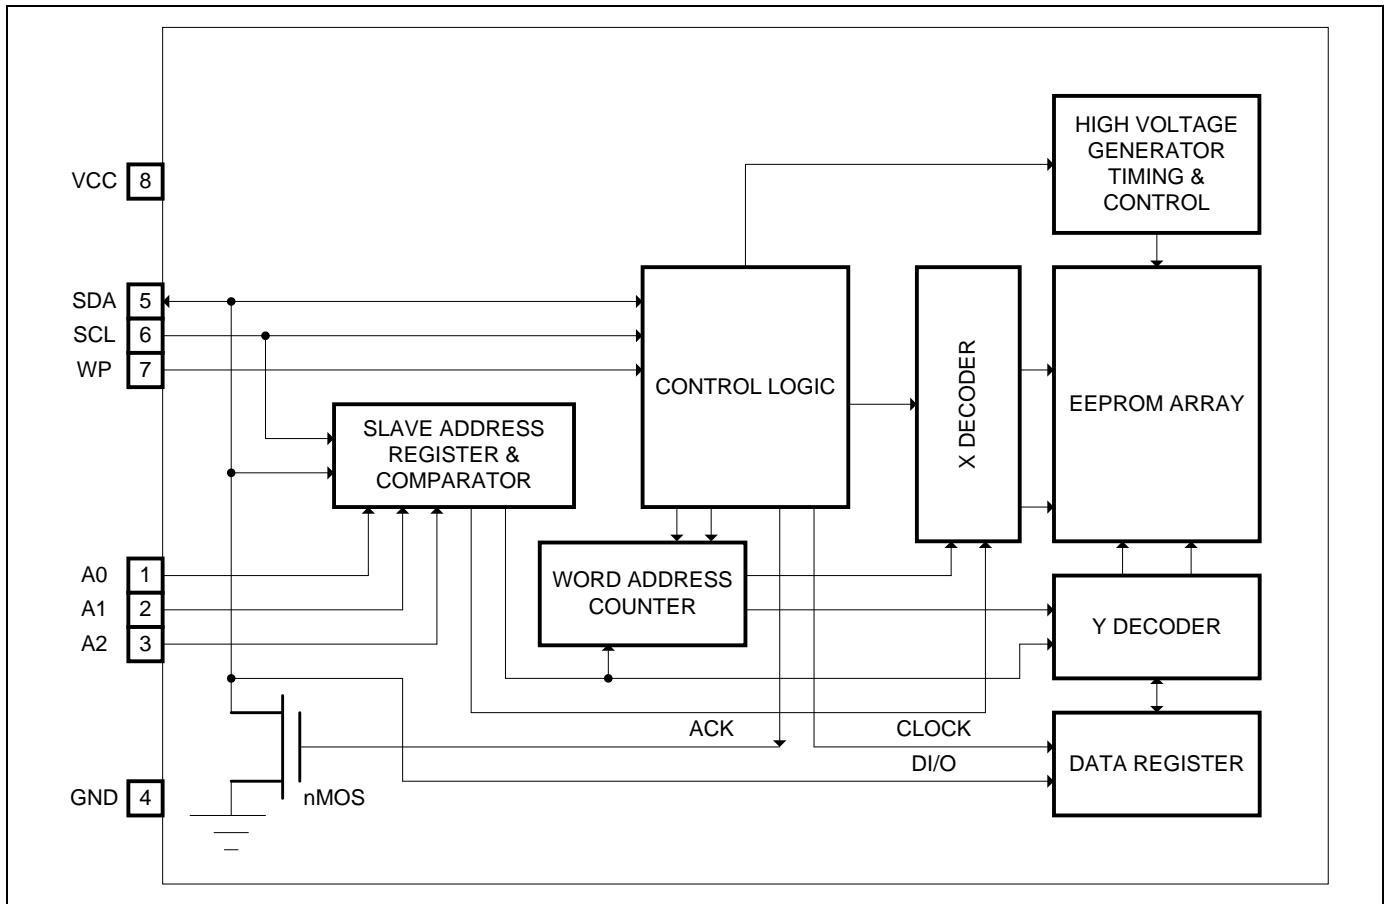 HIGH VOLTAGE
GENERATOR
TIMING &
CONTROL
VCC 8
SDA 5
SCL 6
WP 7
CONTROL LOGIC
X DECODER
EEPROM ARRAY
SLAVE ADDRESS
REGISTER &
COMPARATOR
A0 1
A1 2
A2 3
WORD ADDRESS
COUNTER
Y DECODER
ACK
CLOCK
DI/O
DATA REGISTER
GND 4
nMOS